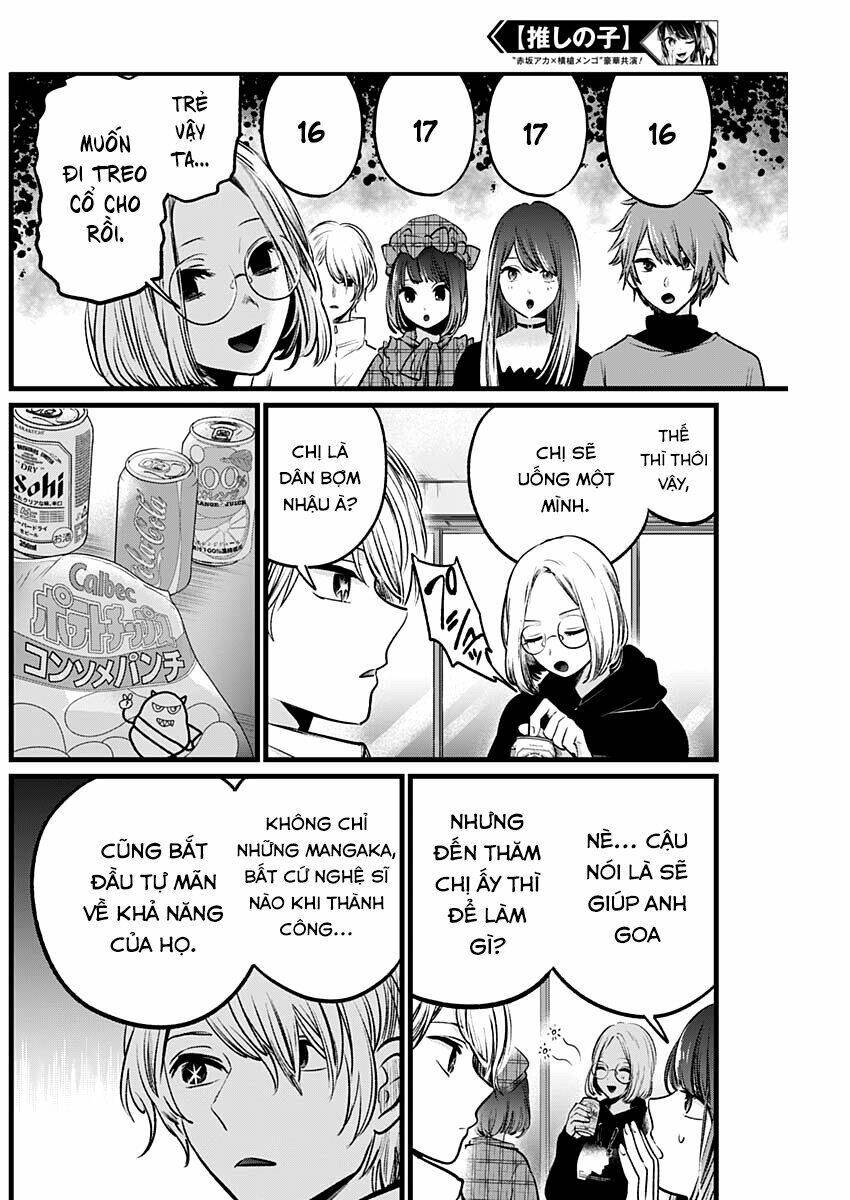 【推しの子】
"赤坂アカ×横槍メンゴ"豪華共演！
16
17
17
16
TRẺ
VẬY
TA...
MUỐN
ĐI TREO
CỔ CHO
RỒI.
THẾ
THÌ THÔI
VẬY,
CHỊ SẼ
UỐNG MỘT
MÌNH.
CHỊ LÀ
DÂN BỢM
NHẬU À?
DRY
Calbec
ポテトチップス
コンソメパンチ
NÈ... CẬU
NÓI LÀ SẼ
GIÚP ANH
GOA
NHƯNG
ĐẾN THĂM
CHỊ ẤY THÌ
ĐỂ LÀM
GÌ?
KHÔNG CHỈ
NHỮNG MANGAKA,
BẤT CỨ NGHỆ SĨ
NÀO KHI THÀNH
CÔNG...
CŨNG BẮT
ĐẦU TỰ MÃN
VỀ KHẢ NĂNG
CỦA HỌ.